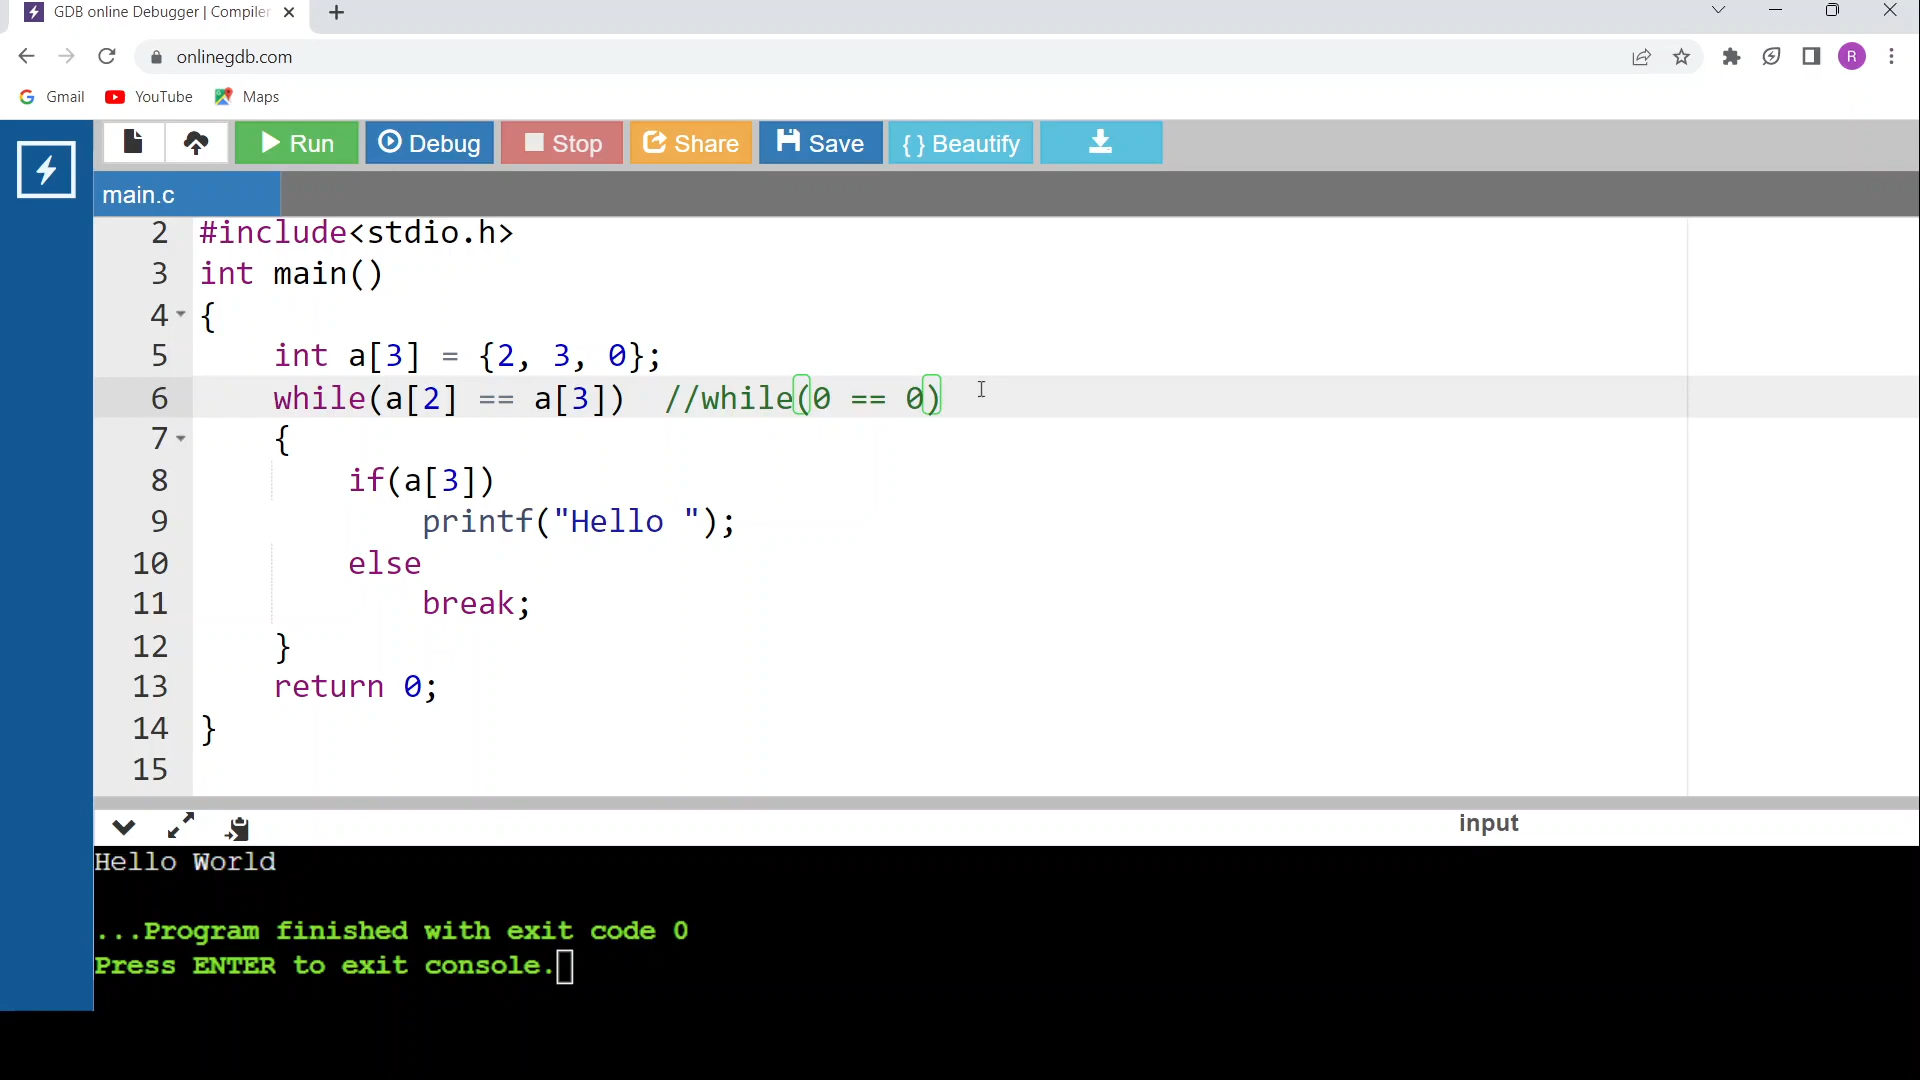 GDB online Debugger | Compiler
onlinegdb.com
R
Gmail YouTube Maps
Run Debug Stop Share Save { } Beautify
main.c
2 #include<stdio.h>
3 int main()
4 {
5 int a[3] = {2, 3, 0};
6 while(a[2] == a[3]) //while(0 == 0)
7 {
8 if(a[3])
9 printf("Hello ");
10 else
11 break;
12 }
13 return 0;
14 }
15
input
Hello World
...Program finished with exit code 0
Press ENTER to exit console.